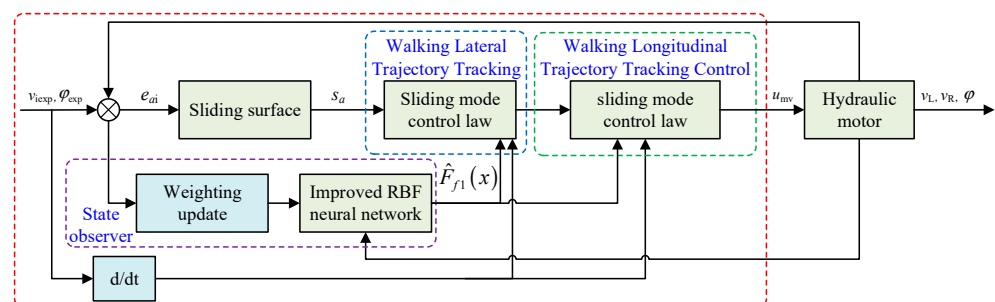 Walking Lateral
Trajectory Tracking
Walking Longitudinal
Trajectory Tracking Control
v_iexp, φ_exp
e_ai
Sliding surface
s_a
Sliding mode
control law
sliding mode
control law
u_mv
Hydraulic
motor
v_L, v_R, φ
Weighting
update
Improved RBF
neural network
F̂_f1(x)
State
observer
d/dt